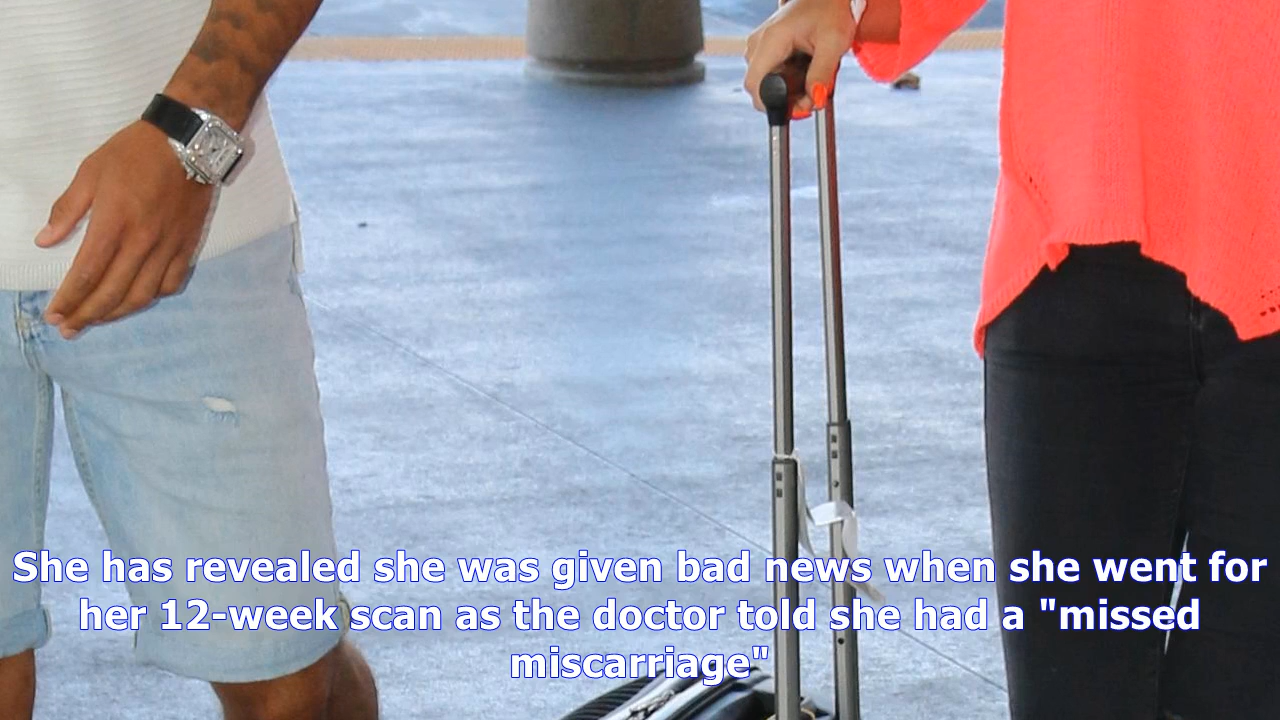 She has revealed she was given bad news when she went for
her 12-week scan as the doctor told she had a "missed
miscarriage"